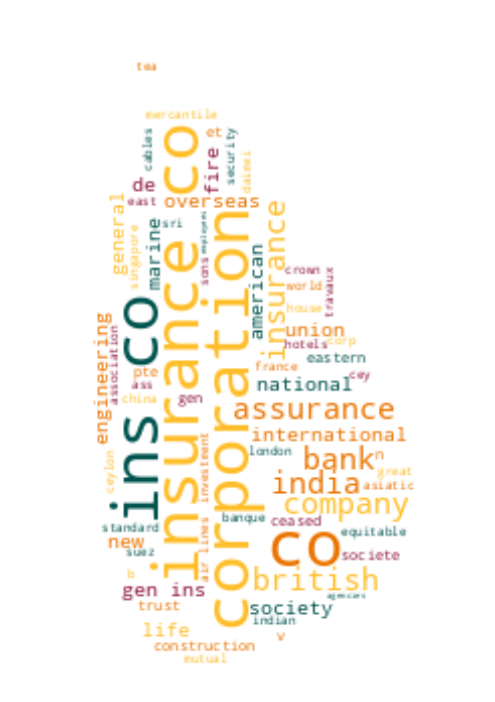 tea
mercantile
cables
et
security
fire
daimei
de
east
overseas
insurance co
corporation
general
singapore
marine
sri
employees
sons
american
insurance
crown
world
travaux
house
ins co
union
hotels
corp
engineering
association
eastern
france
cey
pte
ass
national
china
gen
assurance
international
investment
london
bank
n
ceylon
great
india
asiatic
company
banque
ceased
standard
air lines
equitable
new
suez
co
societe
b
british
gen ins
agencies
trust
society
indian
life
v
construction
mutual